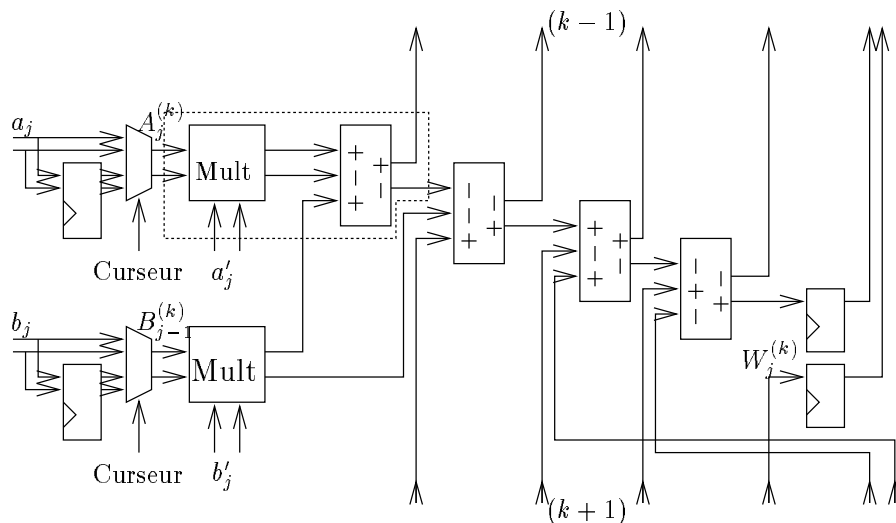 (k − 1)
a_j
A_j^{(k)}
Mult
+
−
+
+
−
Curseur
a′_j
−
−
+
−
+
+
−
−
+
−
−
+
−
−
+
b_j
B_{j−1}^{(k)}
Mult
W_j^{(k)}
Curseur
b′_j
(k + 1)